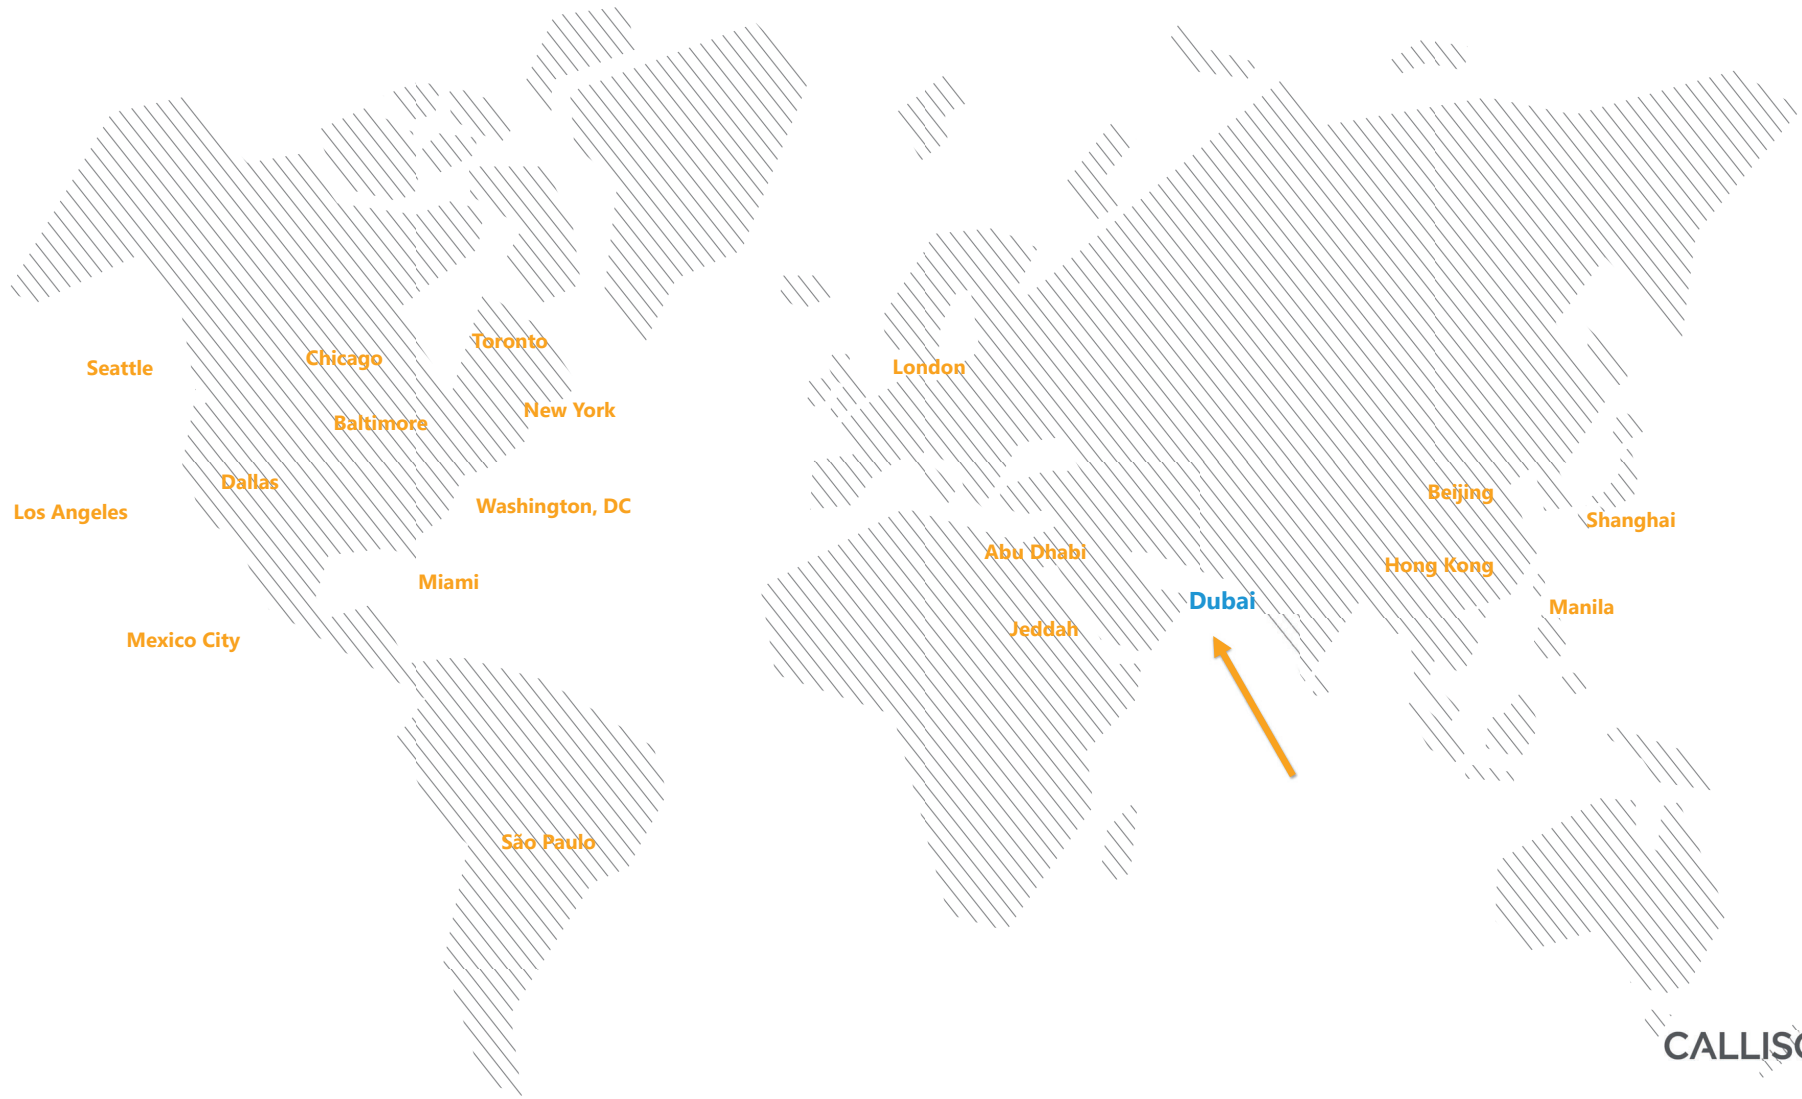 Toronto
Chicago
Seattle
London
New York
Baltimore
Dallas
Beijing
Washington, DC
Los Angeles
Shanghai
Abu Dhabi
Hong Kong
Miami
Dubai
Manila
Jeddah
Mexico City
São Paulo
CALLISO